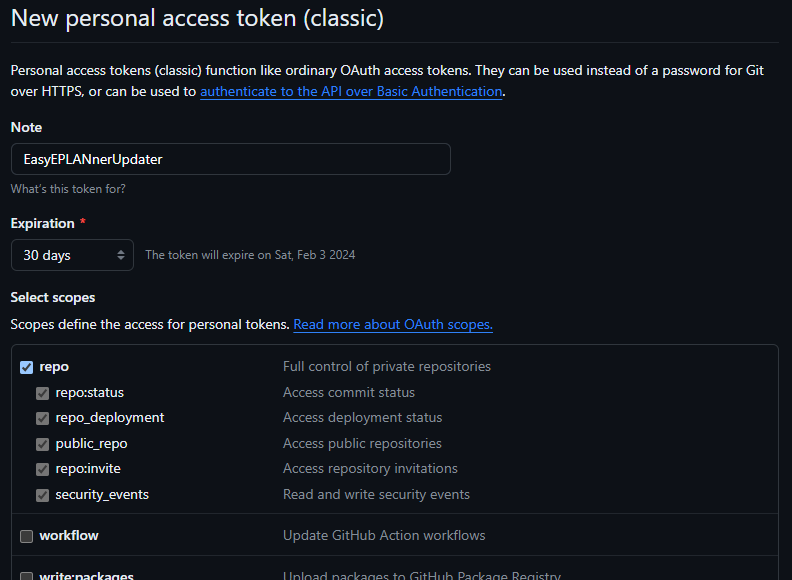 New personal access token (classic)
Personal access tokens (classic) function like ordinary OAuth access tokens. They can be used instead of a password for Git
over HTTPS, or can be used to authenticate to the API over Basic Authentication.
Note
EasyEPLANnerUpdater
What's this token for?
Expiration *
30 days The token will expire on Sat, Feb 3 2024
Select scopes
Scopes define the access for personal tokens. Read more about OAuth scopes.
repo Full control of private repositories
repo:status Access commit status
repo_deployment Access deployment status
public_repo Access public repositories
repo:invite Access repository invitations
security_events Read and write security events
workflow Update GitHub Action workflows
write:packages Upload packages to GitHub Package Registry